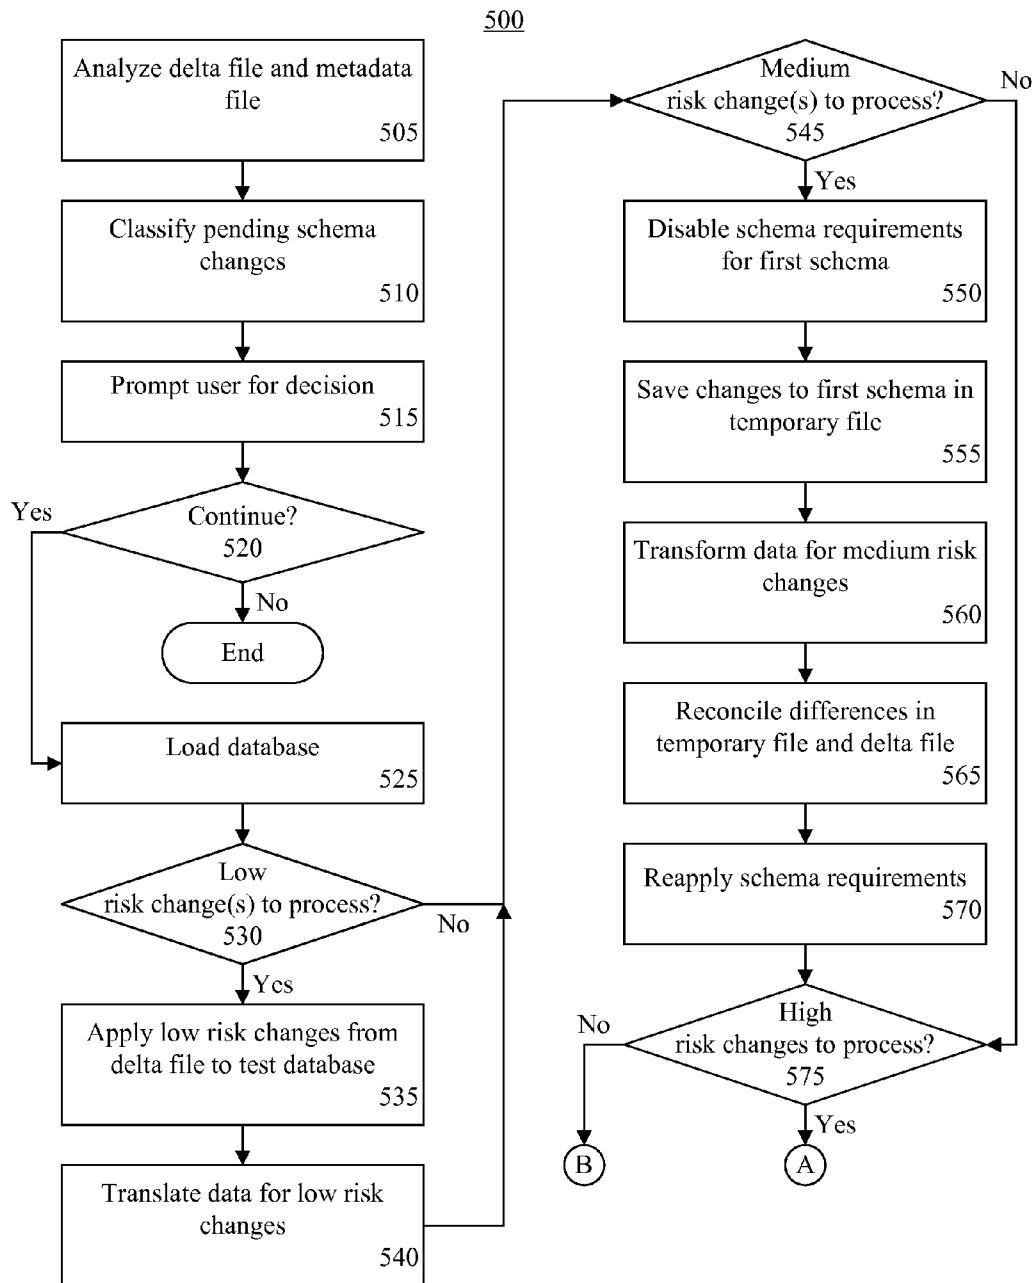 500
Analyze delta file and metadata
file
505
Classify pending schema
changes
510
Prompt user for decision
515
Continue?
520
Yes
No
End
Load database
525
Low
risk change(s) to process?
530
No
Yes
Apply low risk changes from
delta file to test database
535
Translate data for low risk
changes
540
Medium
risk change(s) to process?
545
No
Yes
Disable schema requirements
for first schema
550
Save changes to first schema in
temporary file
555
Transform data for medium risk
changes
560
Reconcile differences in
temporary file and delta file
565
Reapply schema requirements
570
High
risk changes to process?
575
No
Yes
B
A